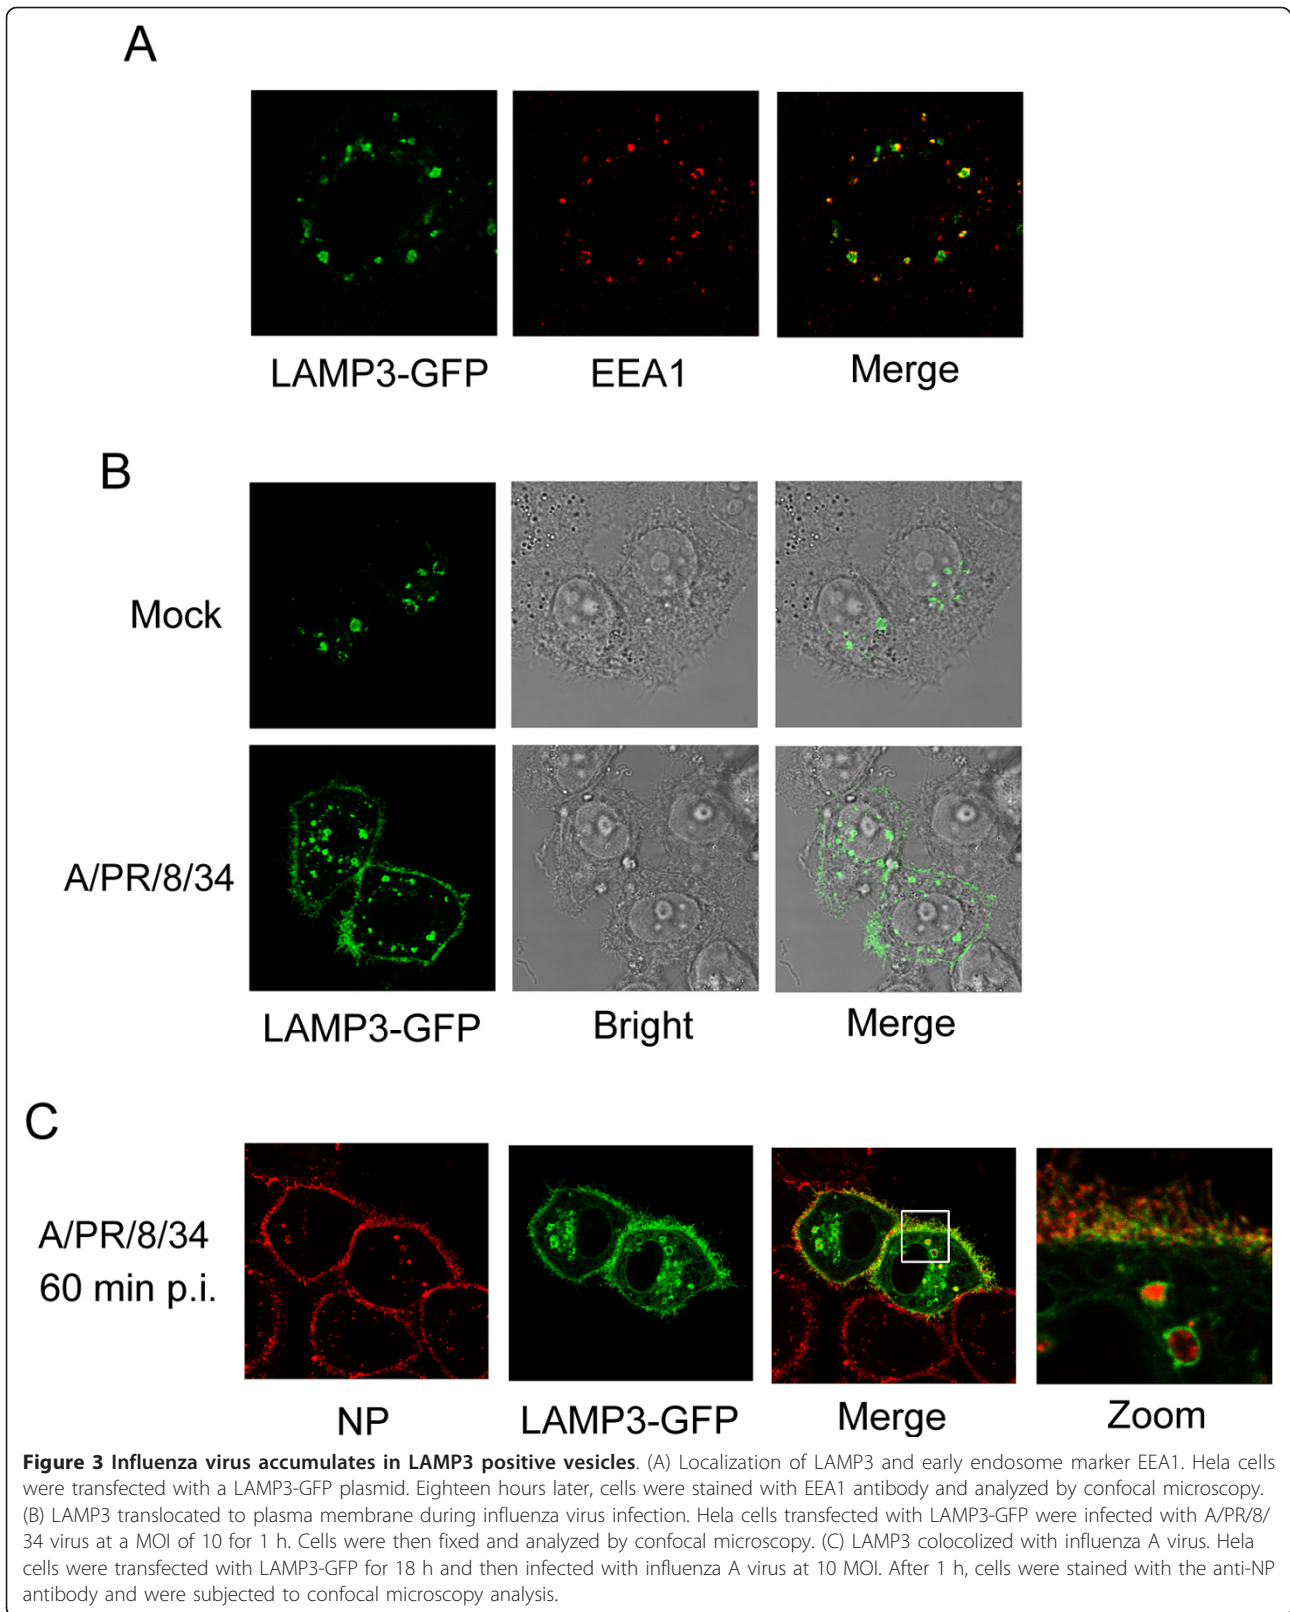 A
LAMP3-GFP EEA1 Merge
B
Mock
A/PR/8/34
LAMP3-GFP Bright Merge
C
A/PR/8/34
60 min p.i.
NP LAMP3-GFP Merge Zoom
Figure 3 Influenza virus accumulates in LAMP3 positive vesicles. (A) Localization of LAMP3 and early endosome marker EEA1. Hela cells
were transfected with a LAMP3-GFP plasmid. Eighteen hours later, cells were stained with EEA1 antibody and analyzed by confocal microscopy.
(B) LAMP3 translocated to plasma membrane during influenza virus infection. Hela cells transfected with LAMP3-GFP were infected with A/PR/8/
34 virus at a MOI of 10 for 1 h. Cells were then fixed and analyzed by confocal microscopy. (C) LAMP3 colocolized with influenza A virus. Hela
cells were transfected with LAMP3-GFP for 18 h and then infected with influenza A virus at 10 MOI. After 1 h, cells were stained with the anti-NP
antibody and were subjected to confocal microscopy analysis.